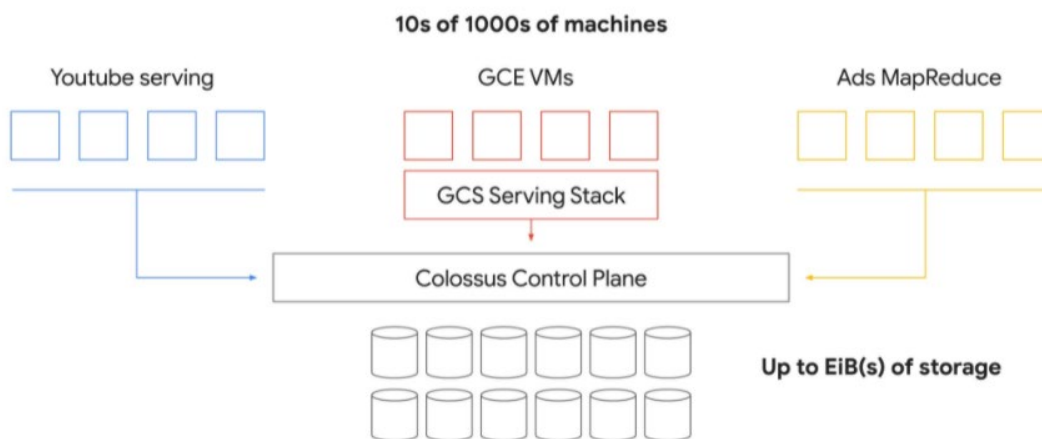 10s of 1000s of machines
Youtube serving
GCE VMs
Ads MapReduce
GCS Serving Stack
Colossus Control Plane
Up to EiB(s) of storage